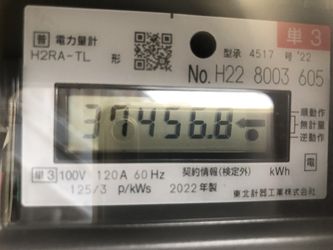 普 電力量計
単3
H2RA-TL 形
型承 4517 号 '22
No. H22 8003 605
37456.8
順動作
無計量
逆動作
単3 100V 120A 60Hz 契約情報(検定外) kWh
125/3 p/kWs 2022年製
電
東北計器工業株式会社